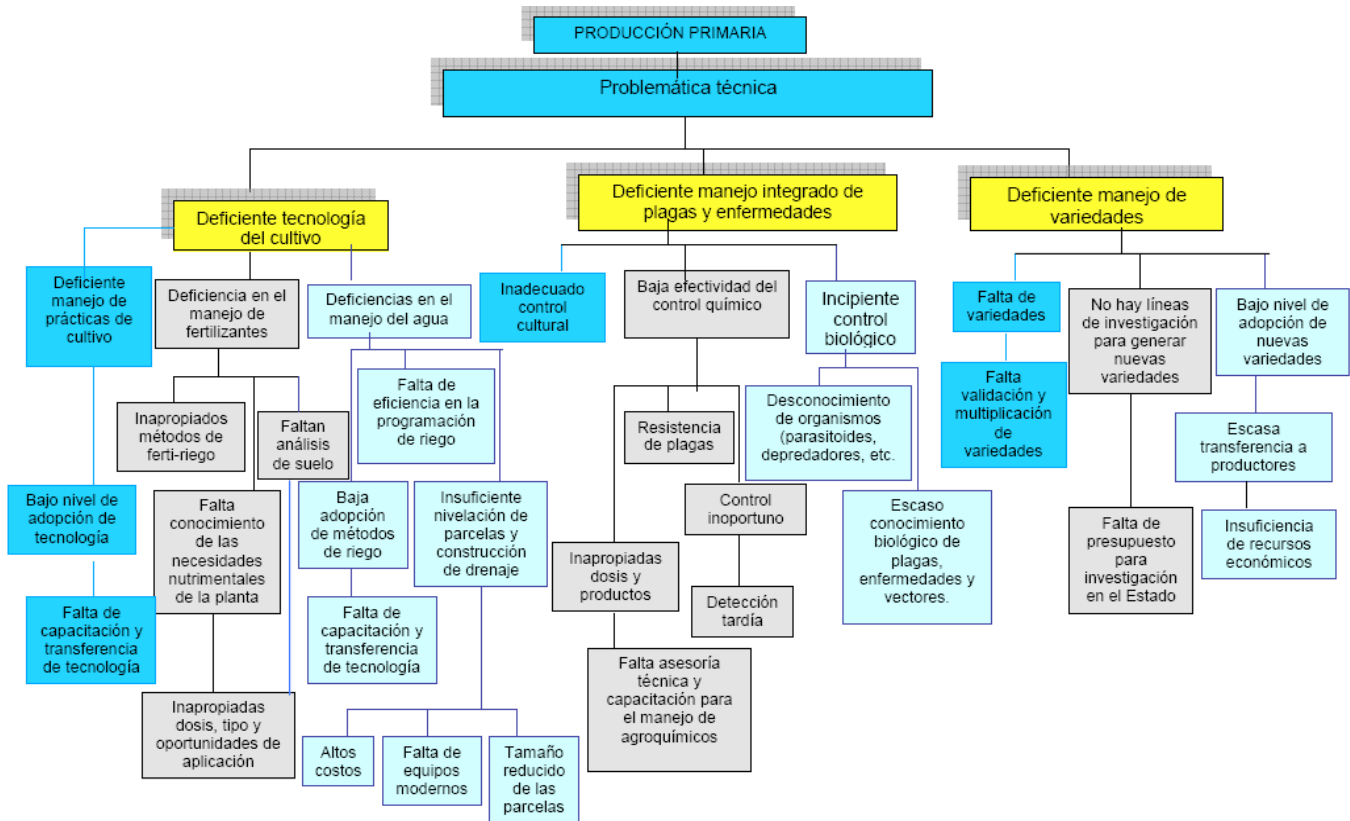 PRODUCCIÓN PRIMARIA
Problemática técnica
Deficiente tecnología
del cultivo
Deficiente manejo integrado de
plagas y enfermedades
Deficiente manejo de
variedades
Deficiente
manejo de
prácticas de
cultivo
Deficiencia en el
manejo de
fertilizantes
Deficiencias en el
manejo del agua
Inadecuado
control
cultural
Baja efectividad del
control químico
Incipiente
control
biológico
Falta de
variedades
No hay líneas
de investigación
para generar
nuevas
variedades
Bajo nivel de
adopción de
nuevas variedades
Inapropiados
métodos de
ferti-riego
Faltan
análisis
de suelo
Falta de
eficiencia en la
programación
de riego
Resistencia
de plagas
Desconocimiento
de organismos
(parasitoides,
depredadores, etc.
Falta
validación y
multiplicación
de
variedades
Escasa
transferencia a
productores
Bajo nivel de
adopción de
tecnología
Falta
conocimiento
de las
necesidades
nutrimentales
de la planta
Baja
adopción
de métodos
de riego
Insuficiente
nivelación de
parcelas y
construcción
de drenaje
Control
inoportuno
Escaso
conocimiento
biológico de
plagas,
enfermedades y
vectores.
Falta de
presupuesto
para
investigación
en el Estado
Insuficiencia
de recursos
económicos
Inapropiadas
dosis y
productos
Detección
tardía
Falta de
capacitación y
transferencia
de tecnología
Falta de
capacitación y
transferencia
de tecnología
Falta asesoría
técnica y
capacitación para
el manejo de
agroquímicos
Inapropiadas
dosis, tipo y
oportunidades de
aplicación
Altos
costos
Falta de
equipos
modernos
Tamaño
reducido
de las
parcelas